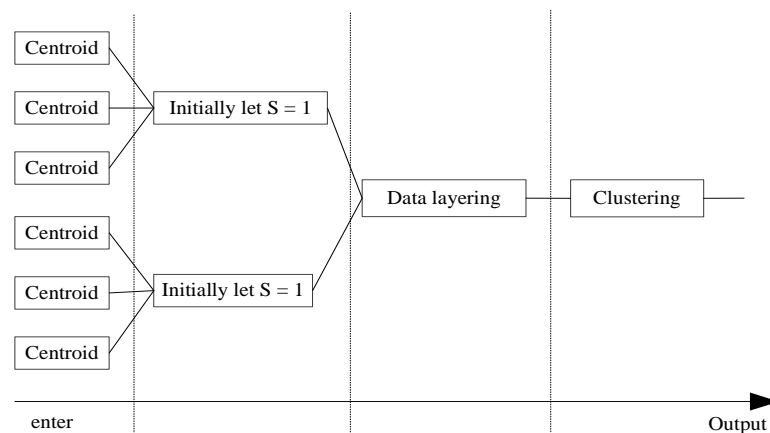 Centroid
Centroid
Centroid
Initially let S = 1
Centroid
Centroid
Centroid
Initially let S = 1
Data layering
Clustering
enter
Output